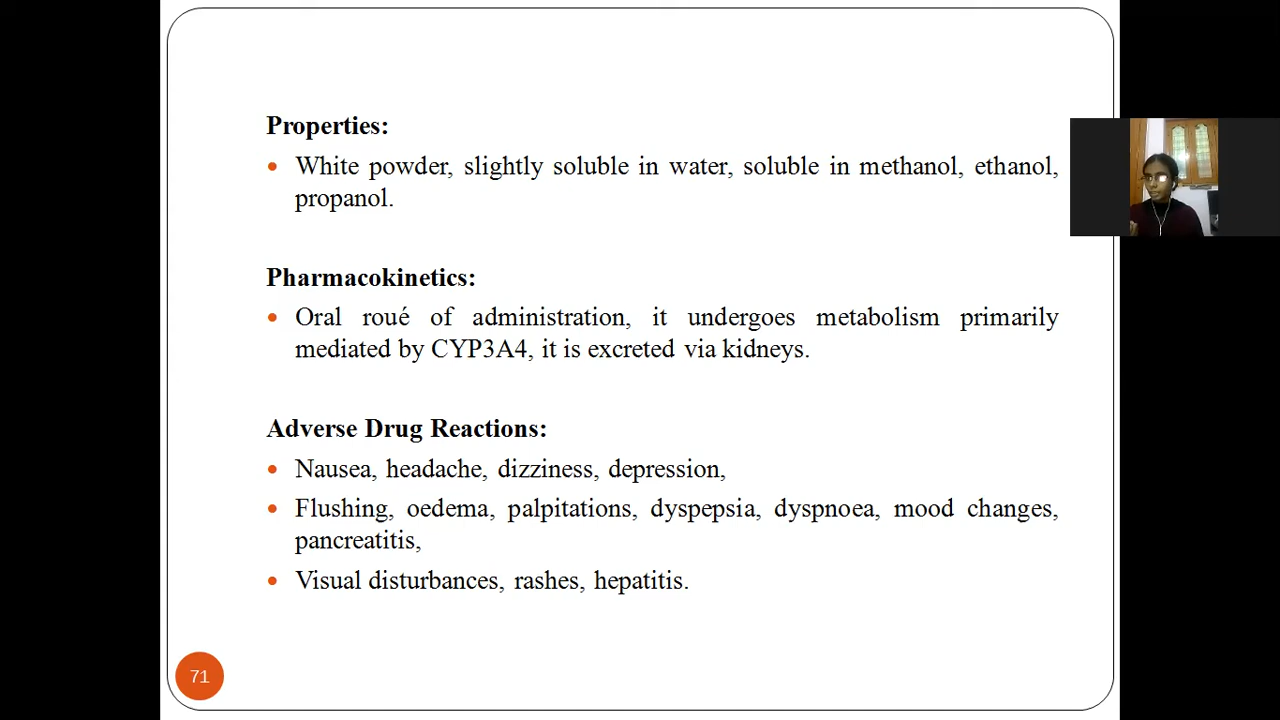 Properties:
• White powder, slightly soluble in water, soluble in methanol, ethanol,
propanol.
Pharmacokinetics:
• Oral roué of administration, it undergoes metabolism primarily
mediated by CYP3A4, it is excreted via kidneys.
Adverse Drug Reactions:
• Nausea, headache, dizziness, depression,
• Flushing, oedema, palpitations, dyspepsia, dyspnoea, mood changes,
pancreatitis,
• Visual disturbances, rashes, hepatitis.
71